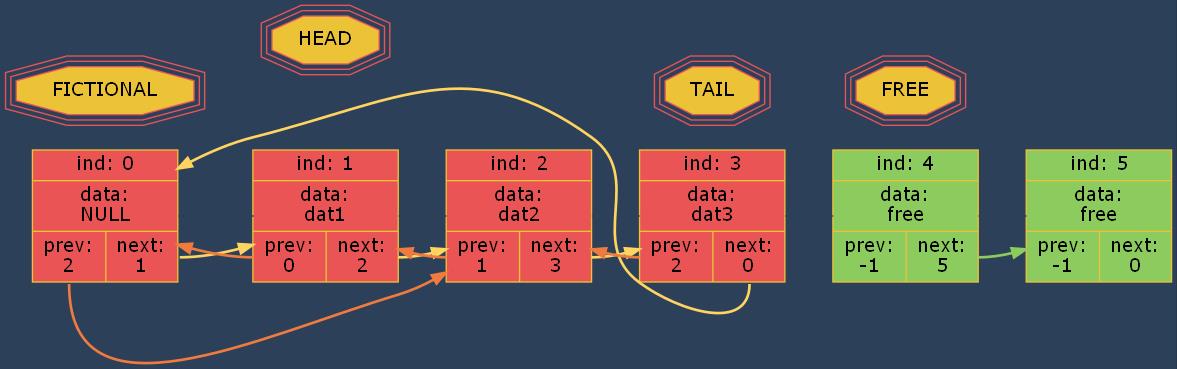 HEAD
FICTIONAL
TAIL
FREE
ind: 0
data:
NULL
prev:
2
next:
1
ind: 1
data:
dat1
prev:
0
next:
2
ind: 2
data:
dat2
prev:
1
next:
3
ind: 3
data:
dat3
prev:
2
next:
0
ind: 4
data:
free
prev:
-1
next:
5
ind: 5
data:
free
prev:
-1
next:
0